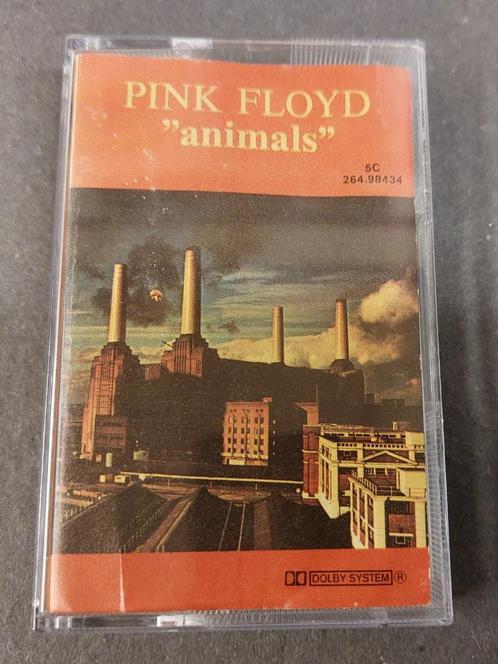 PINK FLOYD
”animals”
5C
264.98434
DOLBY SYSTEM ®